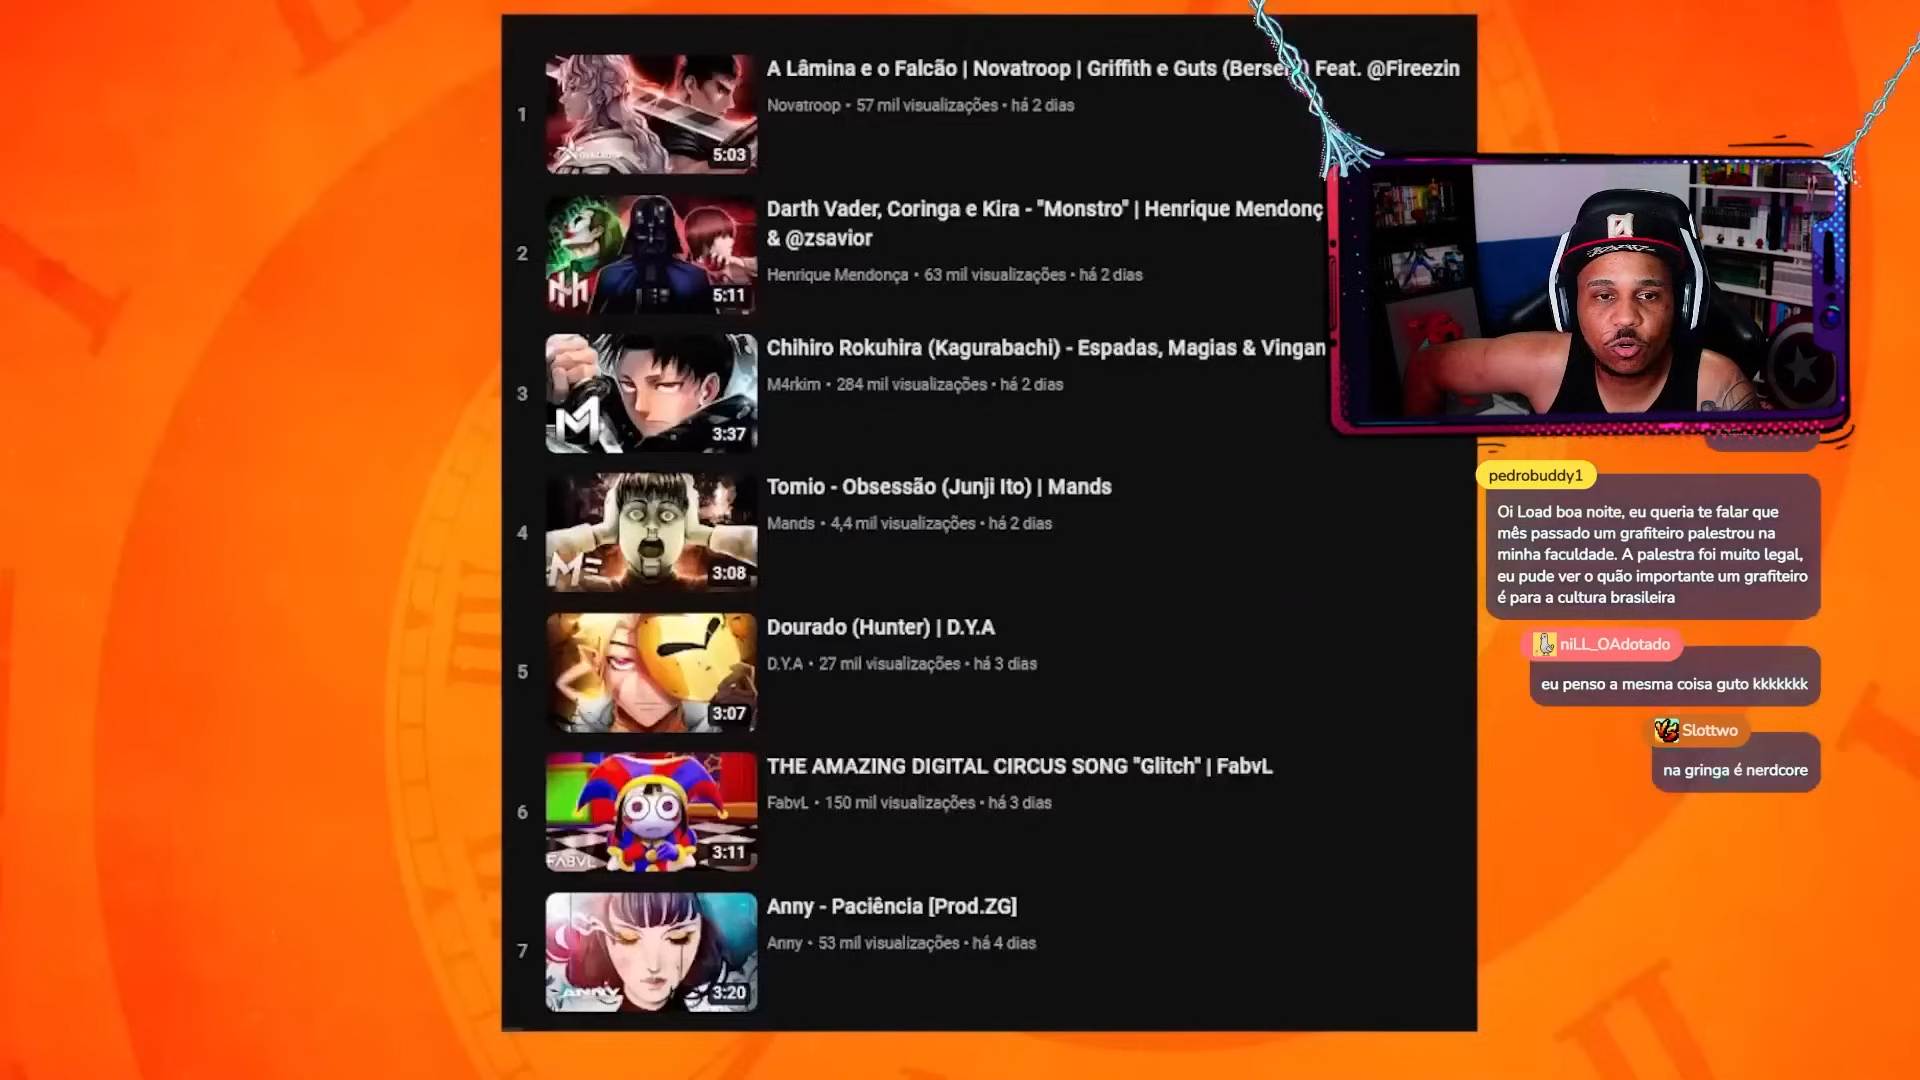 1
A Lâmina e o Falcão | Novatroop | Griffith e Guts (Berser) Feat. @Fireezin
Novatroop • 57 mil visualizações • há 2 dias
5:03
2
Darth Vader, Coringa e Kira - "Monstro" | Henrique Mendonç
& @zsavior
Henrique Mendonça • 63 mil visualizações • há 2 dias
5:11
3
Chihiro Rokuhira (Kagurabachi) - Espadas, Magias & Vingan
M4rkim • 284 mil visualizações • há 2 dias
M
3:37
4
Tomio - Obsessão (Junji Ito) | Mands
Mands • 4,4 mil visualizações • há 2 dias
ME
3:08
5
Dourado (Hunter) | D.Y.A
D.Y.A • 27 mil visualizações • há 3 dias
3:07
6
THE AMAZING DIGITAL CIRCUS SONG "Glitch" | FabvL
FabvL • 150 mil visualizações • há 3 dias
FABVL
3:11
7
Anny - Paciência [Prod.ZG]
Anny • 53 mil visualizações • há 4 dias
ANNY
3:20
pedrobuddy1
Oi Load boa noite, eu queria te falar que
mês passado um grafiteiro palestrou na
minha faculdade. A palestra foi muito legal,
eu pude ver o quão importante um grafiteiro
é para a cultura brasileira
niLL_OAdotado
eu penso a mesma coisa guto kkkkkkk
VS
Slottwo
na gringa é nerdcore